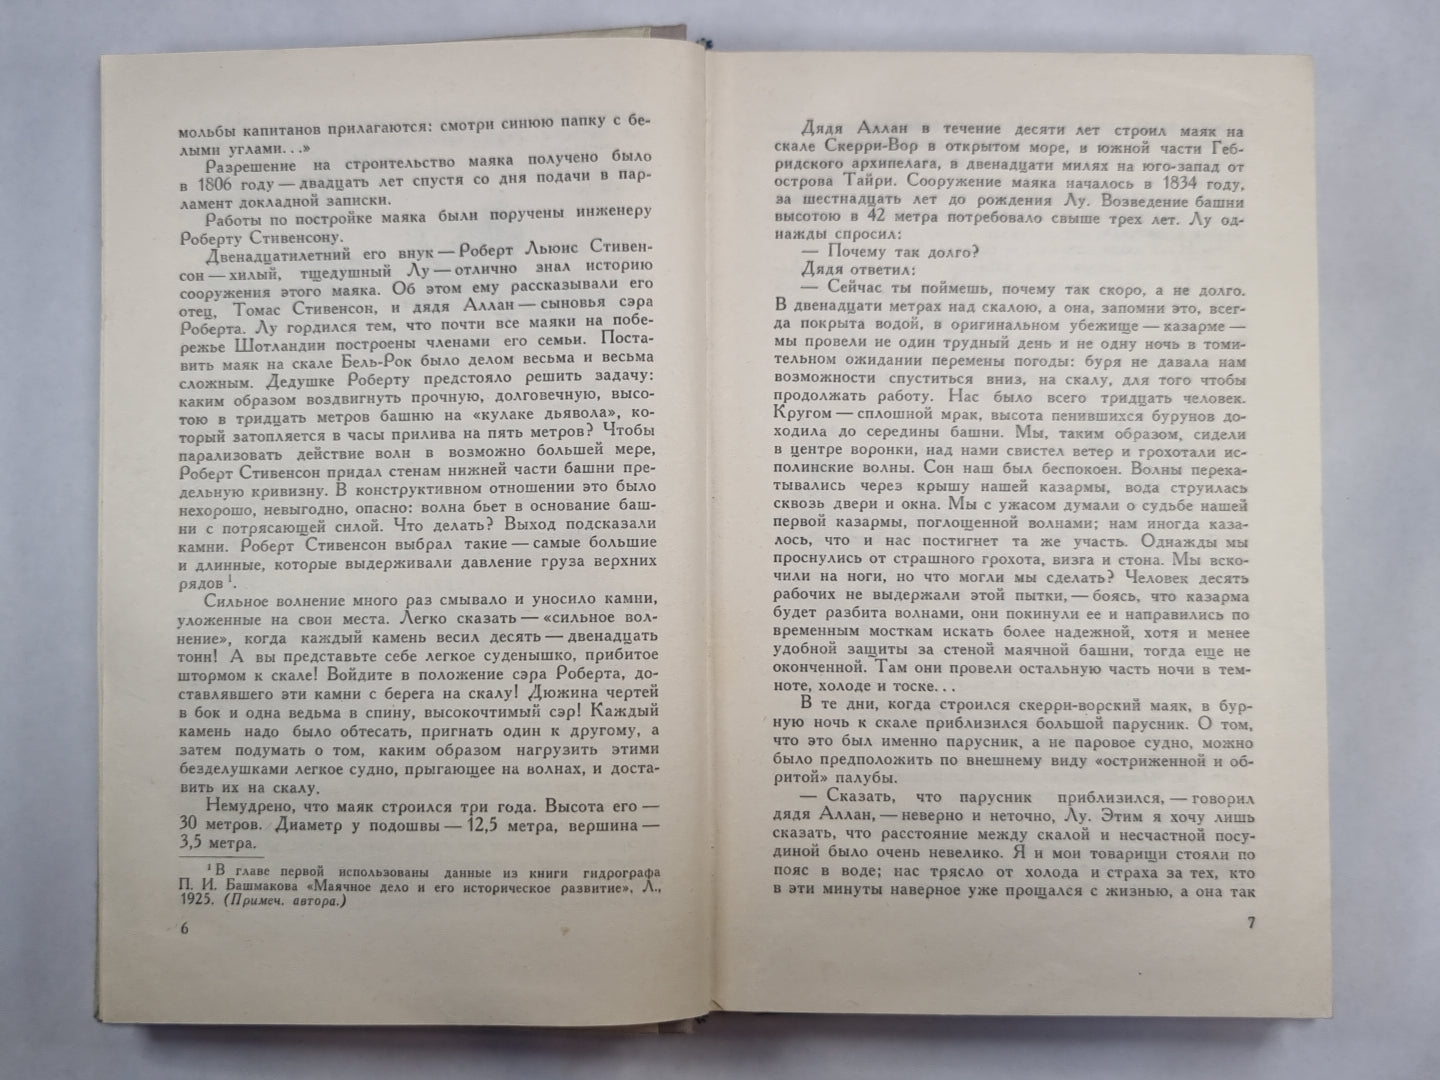 мольбы капитанов прилагаются: смотри синюю папку с бе-
лыми углами...»
Разрешение на строительство маяка получено было
в 1806 году — двадцать лет спустя со дня подачи в пар-
ламент докладной записки.
Работы по постройке маяка были поручены инженеру
Роберту Стивенсону.
Двенадцатилетний его внук — Роберт Льюис Стивен-
сон — хилый, тщедушный Лу — отлично знал историю
сооружения этого маяка. Об этом ему рассказывали его
отец, Томас Стивенсон, и дядя Аллан — сыновья сэра
Роберта. Лу гордился тем, что почти все маяки на побе-
режье Шотландии построены членами его семьи. Поста-
вить маяк на скале Бель-Рок было делом весьма и весьма
сложным. Дедушке Роберту предстояло решить задачу:
каким образом воздвигнуть прочную, долговечную, высо-
тою в тридцать метров башню на «кулаке дьявола», ко-
торый затопляется в часы прилива на пять метров? Чтобы
парализовать действие волн в возможно большей мере,
Роберт Стивенсон придал стенам нижней части башни пре-
дельную кривизну. В конструктивном отношении это было
нехорошо, невыгодно, опасно: волна бьет в основание баш-
ни с потрясающей силой. Что делать? Выход подсказали
камни. Роберт Стивенсон выбрал такие — самые большие
и длинные, которые выдерживали давление груза верхних
рядов ¹.
Сильное волнение много раз смывало и уносило камни,
уложенные на свои места. Легко сказать — «сильное вол-
нение», когда каждый камень весил десять — двенадцать
тонн! А вы представьте себе легкое суденышко, прибитое
штормом к скале! Войдите в положение сэра Роберта, до-
ставлявшего эти камни с берега на скалу! Дюжина чертей
в бок и одна ведьма в спину, высокочтимый сэр! Каждый
камень надо было обтесать, пригнать один к другому, а
затем подумать о том, каким образом нагрузить этими
безделушками легкое судно, прыгающее на волнах, и доста-
вить их на скалу.
Немудрено, что маяк строился три года. Высота его —
30 метров. Диаметр у подошвы — 12,5 метра, вершина —
3,5 метра.
¹ В главе первой использованы данные из книги гидрографа
П. И. Башмакова «Маячное дело и его историческое развитие», Л.,
1925. (Примеч. автора.)
6
Дядя Аллан в течение десяти лет строил маяк на
скале Скерри-Вор в открытом море, в южной части Геб-
ридского архипелага, в двенадцати милях на юго-запад от
острова Тайри. Сооружение маяка началось в 1834 году,
за шестнадцать лет до рождения Лу. Возведение башни
высотою в 42 метра потребовало свыше трех лет. Лу од-
нажды спросил:
— Почему так долго?
Дядя ответил:
— Сейчас ты поймешь, почему так скоро, а не долго.
В двенадцати метрах над скалою, а она, запомни это, всег-
да покрыта водой, в оригинальном убежище — казарме —
мы провели не один трудный день и не одну ночь в томи-
тельном ожидании перемены погоды: буря не давала нам
возможности спуститься вниз, на скалу, для того чтобы
продолжать работу. Нас было всего тридцать человек.
Кругом — сплошной мрак, высота пенившихся бурунов до-
ходила до середины башни. Мы, таким образом, сидели
в центре воронки, над нами свистел ветер и грохотали ис-
полинские волны. Сон наш был беспокоен. Волны перека-
тывались через крышу нашей казармы, вода струилась
сквозь двери и окна. Мы с ужасом думали о судьбе нашей
первой казармы, поглощенной волнами; нам иногда каза-
лось, что и нас постигнет та же участь. Однажды мы
проснулись от страшного грохота, визга и стона. Мы вско-
чили на ноги, но что могли мы сделать? Человек десять
рабочих не выдержали этой пытки, — боясь, что казарма
будет разбита волнами, они покинули ее и направились по
временным мосткам искать более надежной, хотя и менее
удобной защиты за стеной маячной башни, тогда еще не
оконченной. Там они провели остальную часть ночи в тем-
ноте, холоде и тоске...
В те дни, когда строился скерри-ворский маяк, в бур-
ную ночь к скале приблизился большой парусник. О том,
что это был именно парусник, а не паровое судно, можно
было предположить по внешнему виду «остриженной и об-
ритой» палубы.
— Сказать, что парусник приблизился, — говорил
дядя Аллан, — неверно и неточно, Лу. Этим я хочу лишь
сказать, что расстояние между скалой и несчастной посу-
диной было очень невелико. Я и мои товарищи стояли по
пояс в воде; нас трясло от холода и страха за тех, кто
в эти минуты наверное уже прощался с жизнью, а она так
7